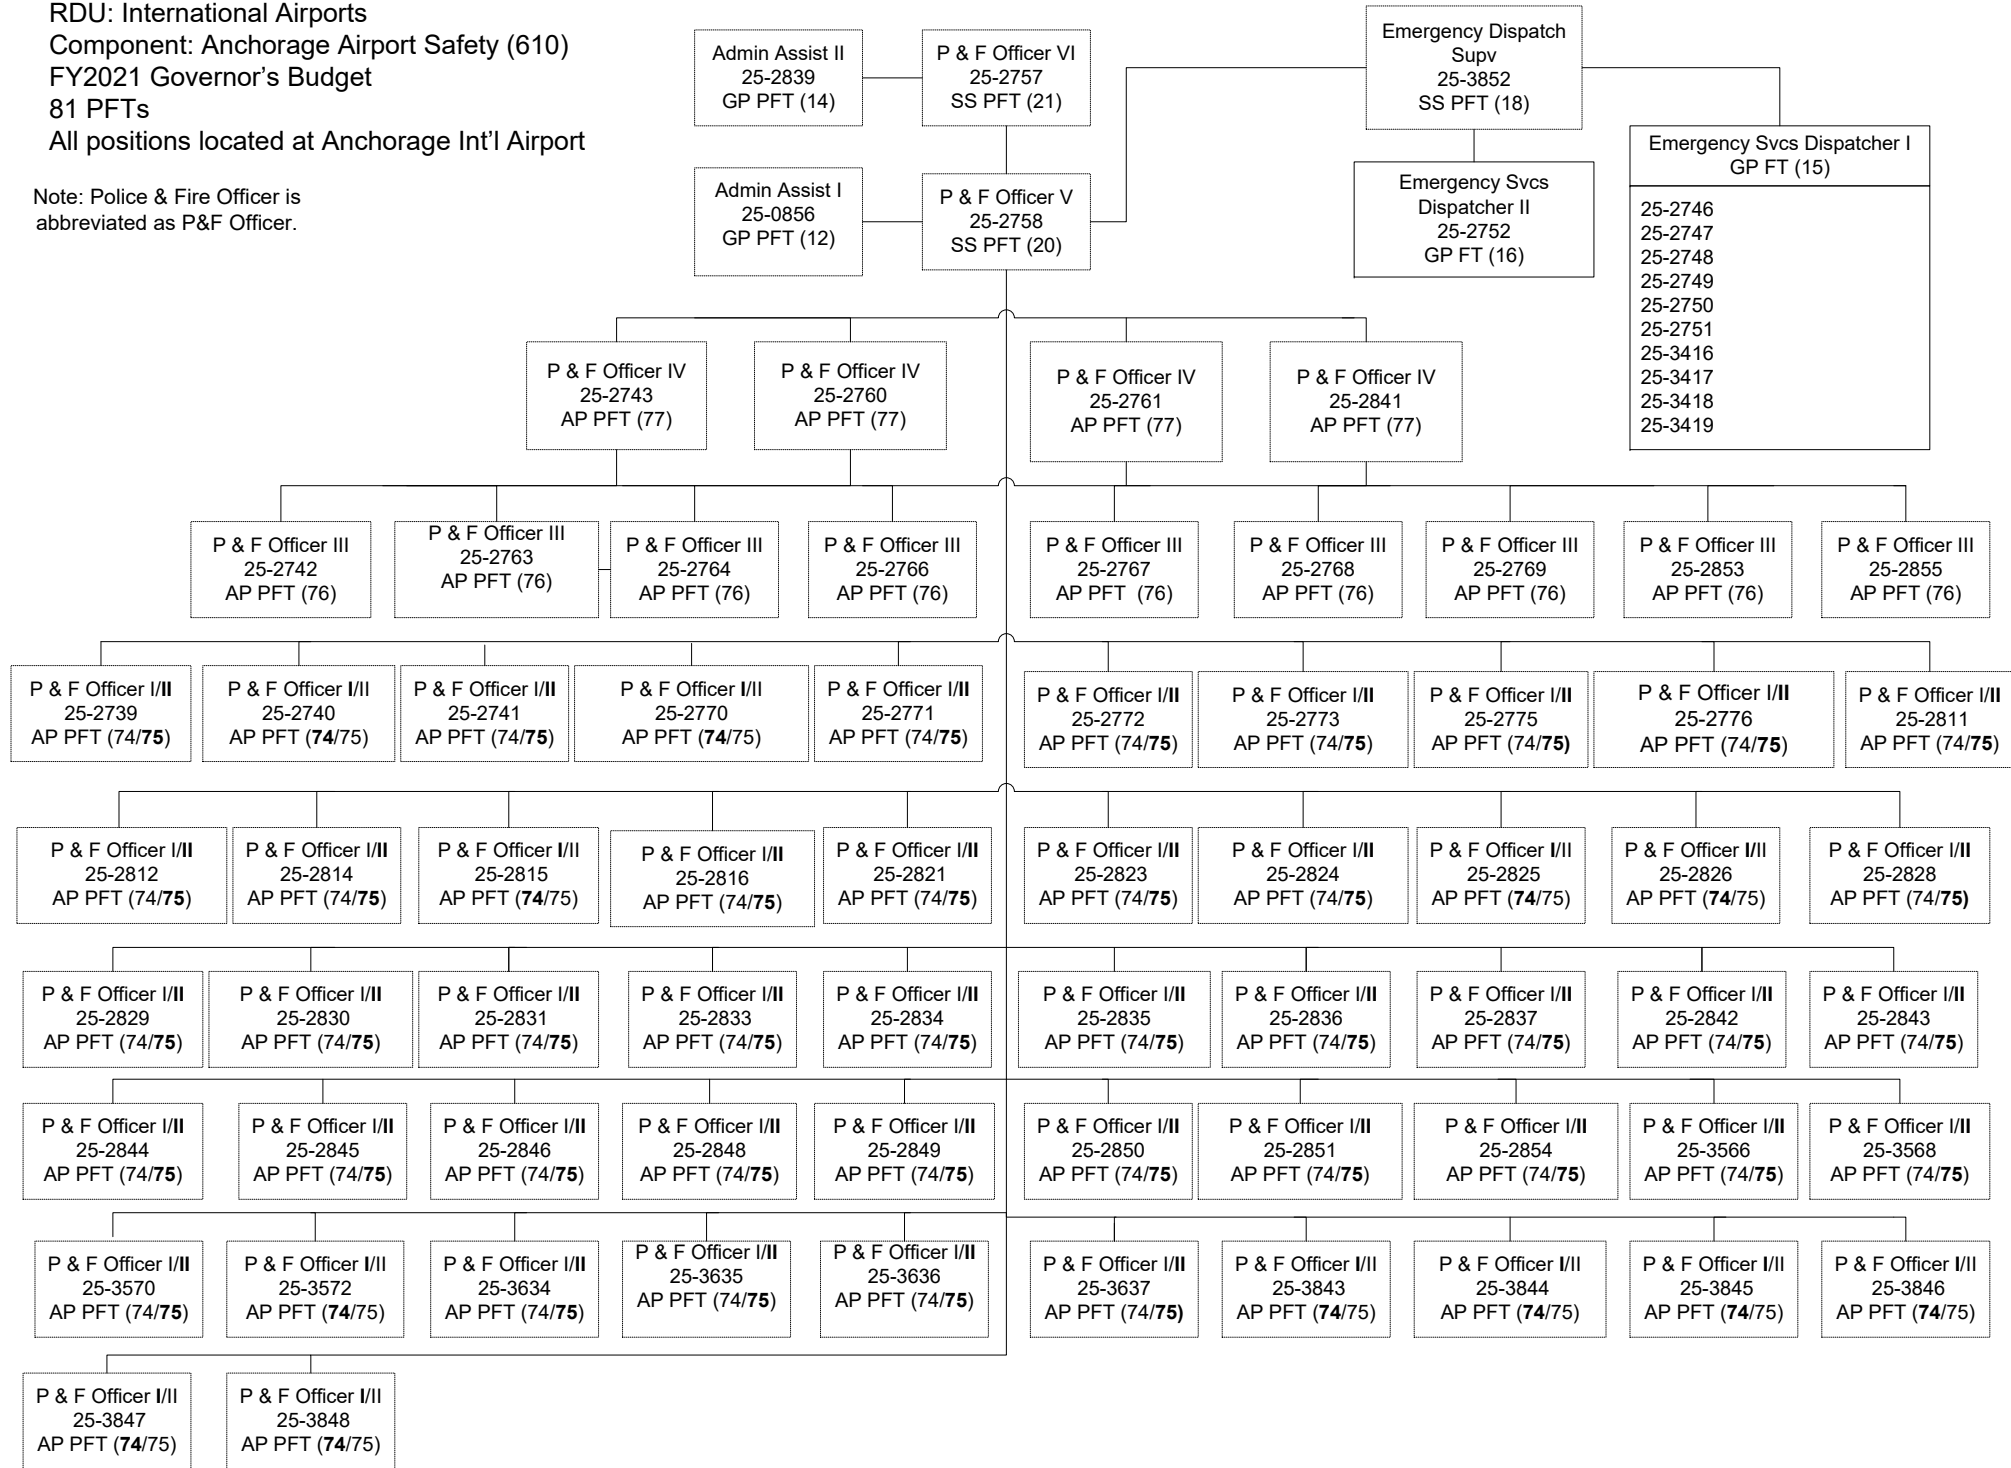 RDU: International Airports
Component: Anchorage Airport Safety (610)
FY2021 Governor's Budget
81 PFTs
All positions located at Anchorage Int'l Airport
Note: Police & Fire Officer is
abbreviated as P&F Officer.
Admin Assist II
25-2839
GP PFT (14)
P & F Officer VI
25-2757
SS PFT (21)
Emergency Dispatch
Supv
25-3852
SS PFT (18)
Admin Assist I
25-0856
GP PFT (12)
P & F Officer V
25-2758
SS PFT (20)
Emergency Svcs
Dispatcher II
25-2752
GP FT (16)
Emergency Svcs Dispatcher I
GP FT (15)
25-2746
25-2747
25-2748
25-2749
25-2750
25-2751
25-3416
25-3417
25-3418
25-3419
P & F Officer IV
25-2743
AP PFT (77)
P & F Officer IV
25-2760
AP PFT (77)
P & F Officer IV
25-2761
AP PFT (77)
P & F Officer IV
25-2841
AP PFT (77)
P & F Officer III
25-2742
AP PFT (76)
P & F Officer III
25-2763
AP PFT (76)
P & F Officer III
25-2764
AP PFT (76)
P & F Officer III
25-2766
AP PFT (76)
P & F Officer III
25-2767
AP PFT (76)
P & F Officer III
25-2768
AP PFT (76)
P & F Officer III
25-2769
AP PFT (76)
P & F Officer III
25-2853
AP PFT (76)
P & F Officer III
25-2855
AP PFT (76)
P & F Officer I/II
25-2739
AP PFT (74/75)
P & F Officer I/II
25-2740
AP PFT (74/75)
P & F Officer I/II
25-2741
AP PFT (74/75)
P & F Officer I/II
25-2770
AP PFT (74/75)
P & F Officer I/II
25-2771
AP PFT (74/75)
P & F Officer I/II
25-2772
AP PFT (74/75)
P & F Officer I/II
25-2773
AP PFT (74/75)
P & F Officer I/II
25-2775
AP PFT (74/75)
P & F Officer I/II
25-2776
AP PFT (74/75)
P & F Officer I/II
25-2811
AP PFT (74/75)
P & F Officer I/II
25-2812
AP PFT (74/75)
P & F Officer I/II
25-2814
AP PFT (74/75)
P & F Officer I/II
25-2815
AP PFT (74/75)
P & F Officer I/II
25-2816
AP PFT (74/75)
P & F Officer I/II
25-2821
AP PFT (74/75)
P & F Officer I/II
25-2823
AP PFT (74/75)
P & F Officer I/II
25-2824
AP PFT (74/75)
P & F Officer I/II
25-2825
AP PFT (74/75)
P & F Officer I/II
25-2826
AP PFT (74/75)
P & F Officer I/II
25-2828
AP PFT (74/75)
P & F Officer I/II
25-2829
AP PFT (74/75)
P & F Officer I/II
25-2830
AP PFT (74/75)
P & F Officer I/II
25-2831
AP PFT (74/75)
P & F Officer I/II
25-2833
AP PFT (74/75)
P & F Officer I/II
25-2834
AP PFT (74/75)
P & F Officer I/II
25-2835
AP PFT (74/75)
P & F Officer I/II
25-2836
AP PFT (74/75)
P & F Officer I/II
25-2837
AP PFT (74/75)
P & F Officer I/II
25-2842
AP PFT (74/75)
P & F Officer I/II
25-2843
AP PFT (74/75)
P & F Officer I/II
25-2844
AP PFT (74/75)
P & F Officer I/II
25-2845
AP PFT (74/75)
P & F Officer I/II
25-2846
AP PFT (74/75)
P & F Officer I/II
25-2848
AP PFT (74/75)
P & F Officer I/II
25-2849
AP PFT (74/75)
P & F Officer I/II
25-2850
AP PFT (74/75)
P & F Officer I/II
25-2851
AP PFT (74/75)
P & F Officer I/II
25-2854
AP PFT (74/75)
P & F Officer I/II
25-3566
AP PFT (74/75)
P & F Officer I/II
25-3568
AP PFT (74/75)
P & F Officer I/II
25-3570
AP PFT (74/75)
P & F Officer I/II
25-3572
AP PFT (74/75)
P & F Officer I/II
25-3634
AP PFT (74/75)
P & F Officer I/II
25-3635
AP PFT (74/75)
P & F Officer I/II
25-3636
AP PFT (74/75)
P & F Officer I/II
25-3637
AP PFT (74/75)
P & F Officer I/II
25-3843
AP PFT (74/75)
P & F Officer I/II
25-3844
AP PFT (74/75)
P & F Officer I/II
25-3845
AP PFT (74/75)
P & F Officer I/II
25-3846
AP PFT (74/75)
P & F Officer I/II
25-3847
AP PFT (74/75)
P & F Officer I/II
25-3848
AP PFT (74/75)